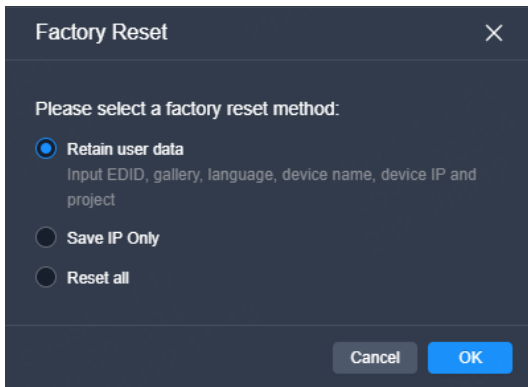 Factory Reset
Please select a factory reset method:
Retain user data
Input EDID, gallery, language, device name, device IP and
project
Save IP Only
Reset all
Cancel
OK